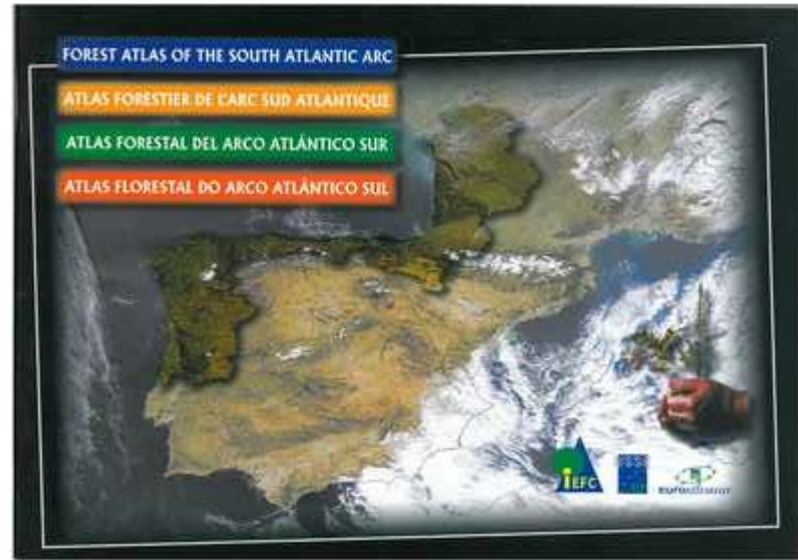 FOREST ATLAS OF THE SOUTH ATLANTIC ARC
ATLAS FORESTIER DE L'ARC SUD ATLANTIQUE
ATLAS FORESTAL DEL ARCO ATLÁNTICO SUR
ATLAS FLORESTAL DO ARCO ATLÂNTICO SUL
IEFC